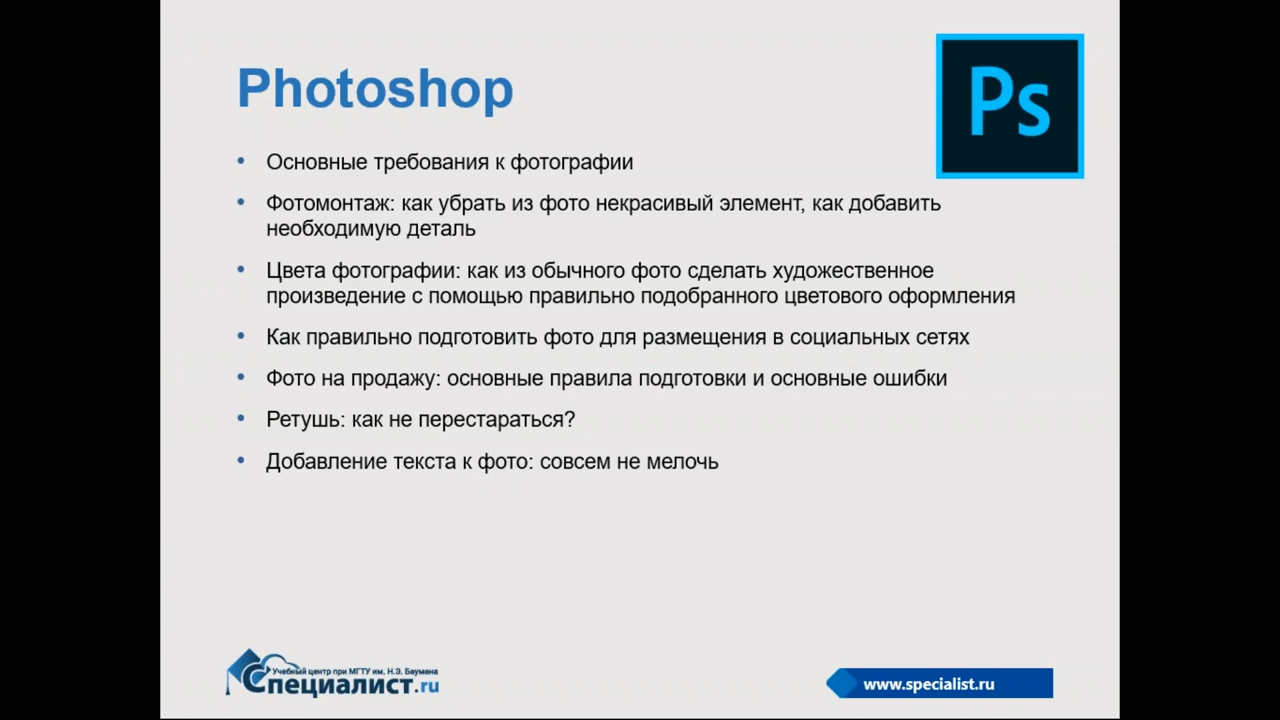 Photoshop
Ps
• Основные требования к фотографии
• Фотомонтаж: как убрать из фото некрасивый элемент, как добавить
необходимую деталь
• Цвета фотографии: как из обычного фото сделать художественное
произведение с помощью правильно подобранного цветового оформления
• Как правильно подготовить фото для размещения в социальных сетях
• Фото на продажу: основные правила подготовки и основные ошибки
• Ретушь: как не перестараться?
• Добавление текста к фото: совсем не мелочь
Учебный центр при МГТУ им. Н.Э. Баумана
Специалист.ru
www.specialist.ru